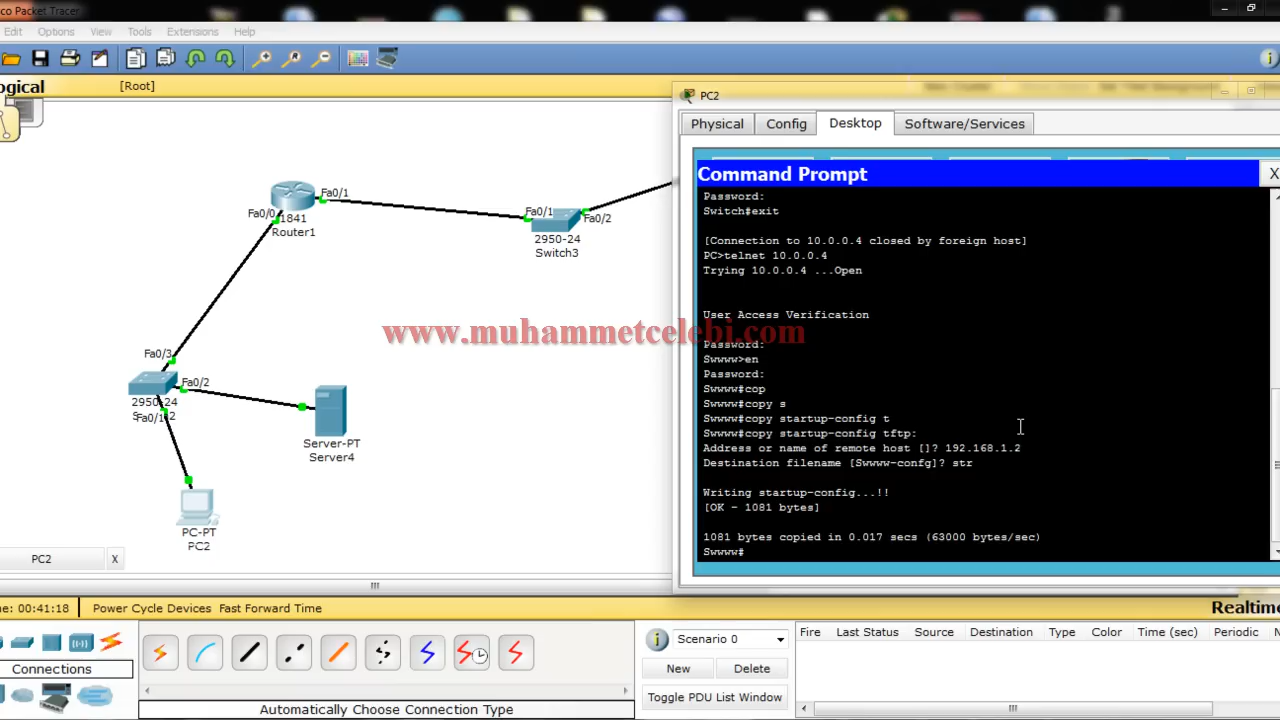 co Packet Tracer
Edit Options View Tools Extensions Help
ogical
[Root]
PC2
Physical Config Desktop Software/Services
Command Prompt
X
Password:
Switch#exit
[Connection to 10.0.0.4 closed by foreign host]
PC>telnet 10.0.0.4
Trying 10.0.0.4 ...Open
User Access Verification
Password:
Swwww>en
Password:
Swwww#cop
Swwww#copy s
Swwww#copy startup-config t
Swwww#copy startup-config tftp:
Address or name of remote host []? 192.168.1.2
Destination filename [Swwww-confg]? str
Writing startup-config...!!
[OK - 1081 bytes]
1081 bytes copied in 0.017 secs (63000 bytes/sec)
Swwww#
Fa0/1
Fa0/0
1841
Router1
Fa0/1
Fa0/2
2950-24
Switch3
www.muhammetcelebi.com
Fa0/3
Fa0/2
2950-24
Fa0/1
Server-PT
Server4
PC-PT
PC2
PC2 X
ne: 00:41:18 Power Cycle Devices Fast Forward Time
Realtime
Connections
Automatically Choose Connection Type
Scenario 0
New Delete
Toggle PDU List Window
Fire Last Status Source Destination Type Color Time (sec) Periodic N